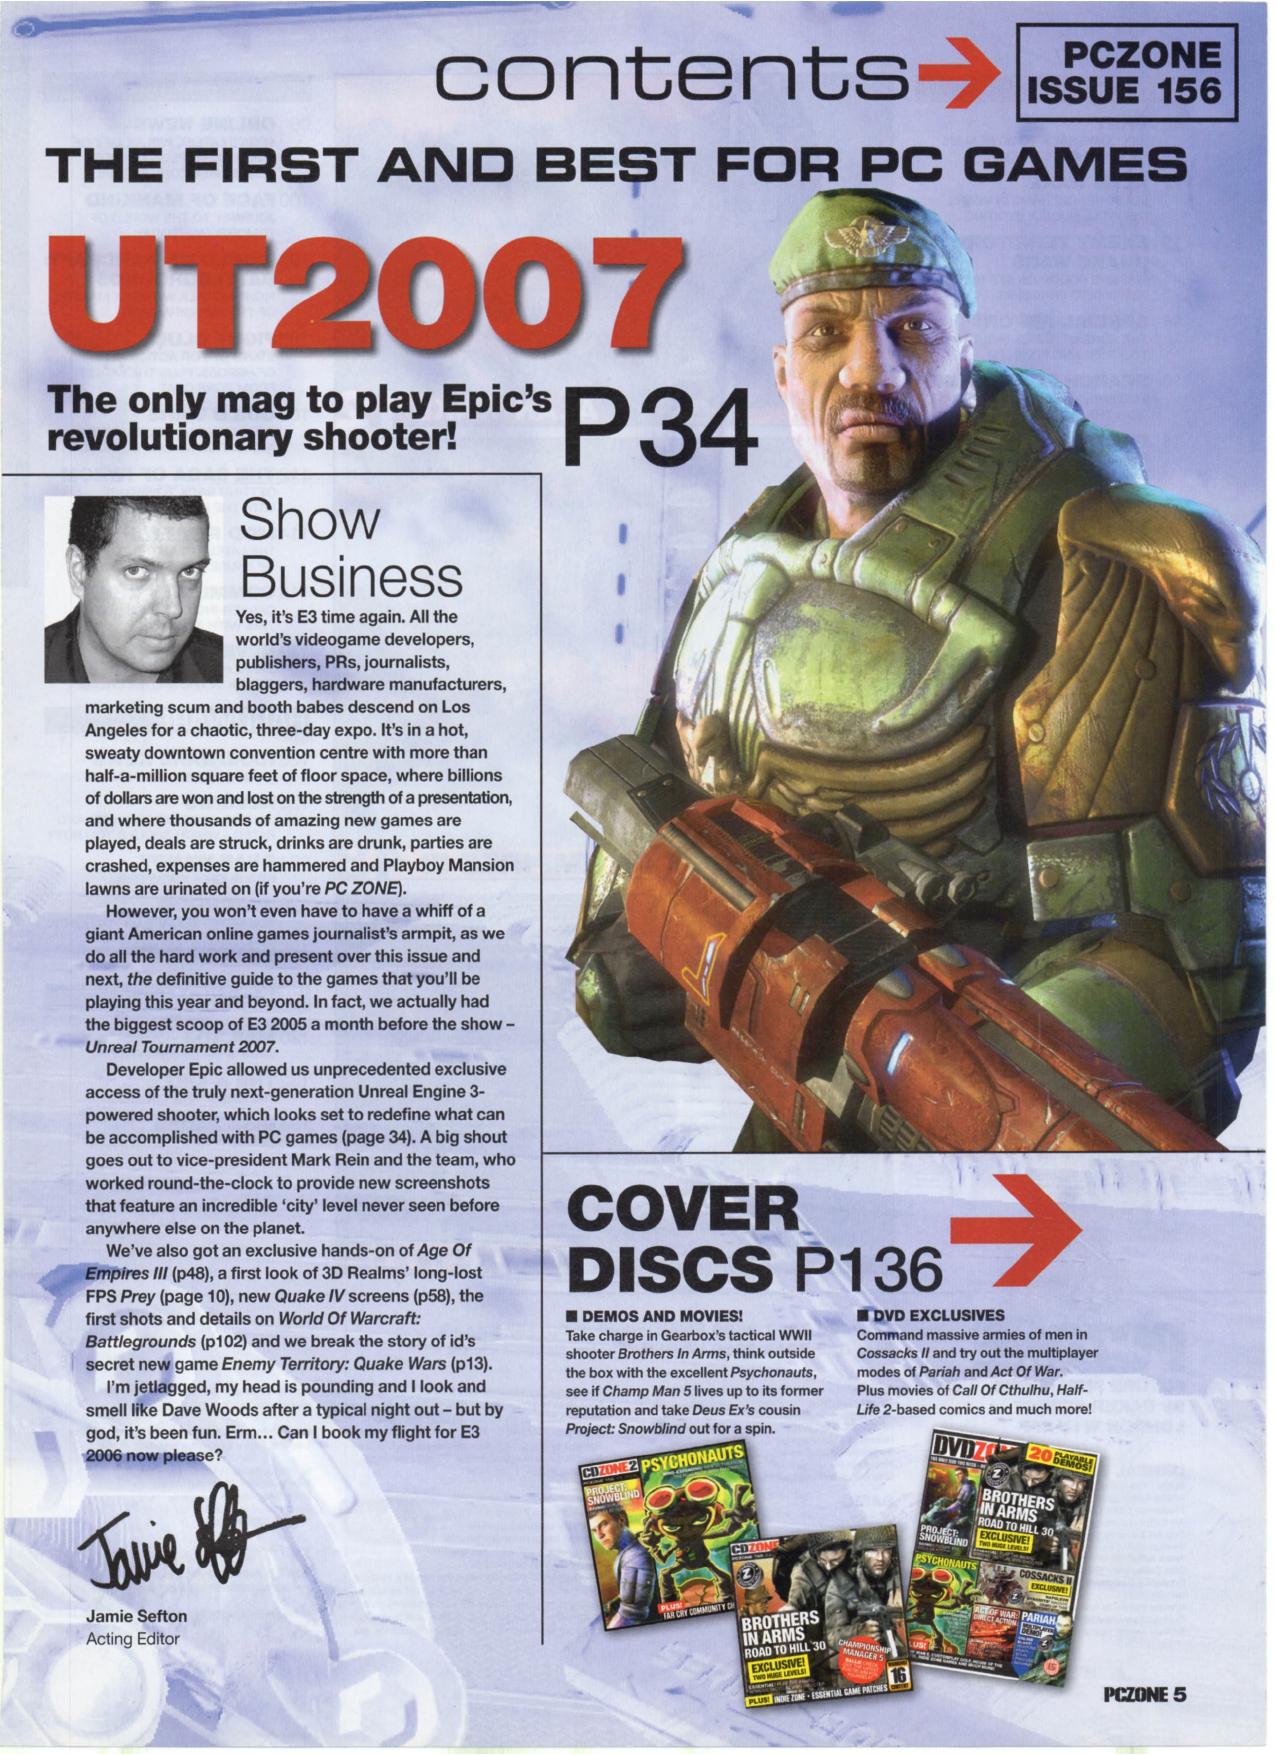 contents
PCZONE
ISSUE 156
THE FIRST AND BEST FOR PC GAMES
UT2007
The only mag to play Epic's
revolutionary shooter!
P34
Show
Business
Yes, it's E3 time again. All the
world's videogame developers,
publishers, PRs, journalists,
blaggers, hardware manufacturers,
marketing scum and booth babes descend on Los
Angeles for a chaotic, three-day expo. It's in a hot,
sweaty downtown convention centre with more than
half-a-million square feet of floor space, where billions
of dollars are won and lost on the strength of a presentation,
and where thousands of amazing new games are
played, deals are struck, drinks are drunk, parties are
crashed, expenses are hammered and Playboy Mansion
lawns are urinated on (if you're PC ZONE).
However, you won't even have to have a whiff of a
giant American online games journalist's armpit, as we
do all the hard work and present over this issue and
next, the definitive guide to the games that you'll be
playing this year and beyond. In fact, we actually had
the biggest scoop of E3 2005 a month before the show –
Unreal Tournament 2007.
Developer Epic allowed us unprecedented exclusive
access of the truly next-generation Unreal Engine 3-
powered shooter, which looks set to redefine what can
be accomplished with PC games (page 34). A big shout
goes out to vice-president Mark Rein and the team, who
worked round-the-clock to provide new screenshots
that feature an incredible 'city' level never seen before
anywhere else on the planet.
We've also got an exclusive hands-on of Age Of
Empires III (p48), a first look of 3D Realms' long-lost
FPS Prey (page 10), new Quake IV screens (p58), the
first shots and details on World Of Warcraft:
Battlegrounds (p102) and we break the story of id's
secret new game Enemy Territory: Quake Wars (p13).
I'm jetlagged, my head is pounding and I look and
smell like Dave Woods after a typical night out – but by
god, it's been fun. Erm... Can I book my flight for E3
2006 now please?
Jamie
Jamie Sefton
Acting Editor
COVER
DISCS P136
■ DEMOS AND MOVIES!
Take charge in Gearbox's tactical WWII
shooter Brothers In Arms, think outside
the box with the excellent Psychonauts,
see if Champ Man 5 lives up to its former
reputation and take Deus Ex's cousin
Project: Snowblind out for a spin.
■ DVD EXCLUSIVES
Command massive armies of men in
Cossacks II and try out the multiplayer
modes of Pariah and Act Of War.
Plus movies of Call Of Cthulhu, Half-
Life 2-based comics and much more!
CDZONE2
PSYCHONAUTS
PROJECT:
SNOWBLIND
PLUS!
FAR CRY COMMUNITY
CDZONE
BROTHERS
IN ARMS
ROAD TO HILL 30
EXCLUSIVE!
TWO HUGE LEVELS!
CHAMPIONSHIP
MANAGER 5
16
PLUS! INDIE ZONE • ESSENTIAL GAME PATCHES
DVDZO
20 PLAYABLE
DEMOS!
BROTHERS
IN ARMS
ROAD TO HILL 30
EXCLUSIVE!
TWO HUGE LEVELS!
PROJECT:
SNOWBLIND
PSYCHONAUTS
COSSACKS II
EXCLUSIVE!
ACT OF WAR:
DIRECT ACTION
PARIAH
MULTIPLAYER
DEMO!
15
PCZONE 5